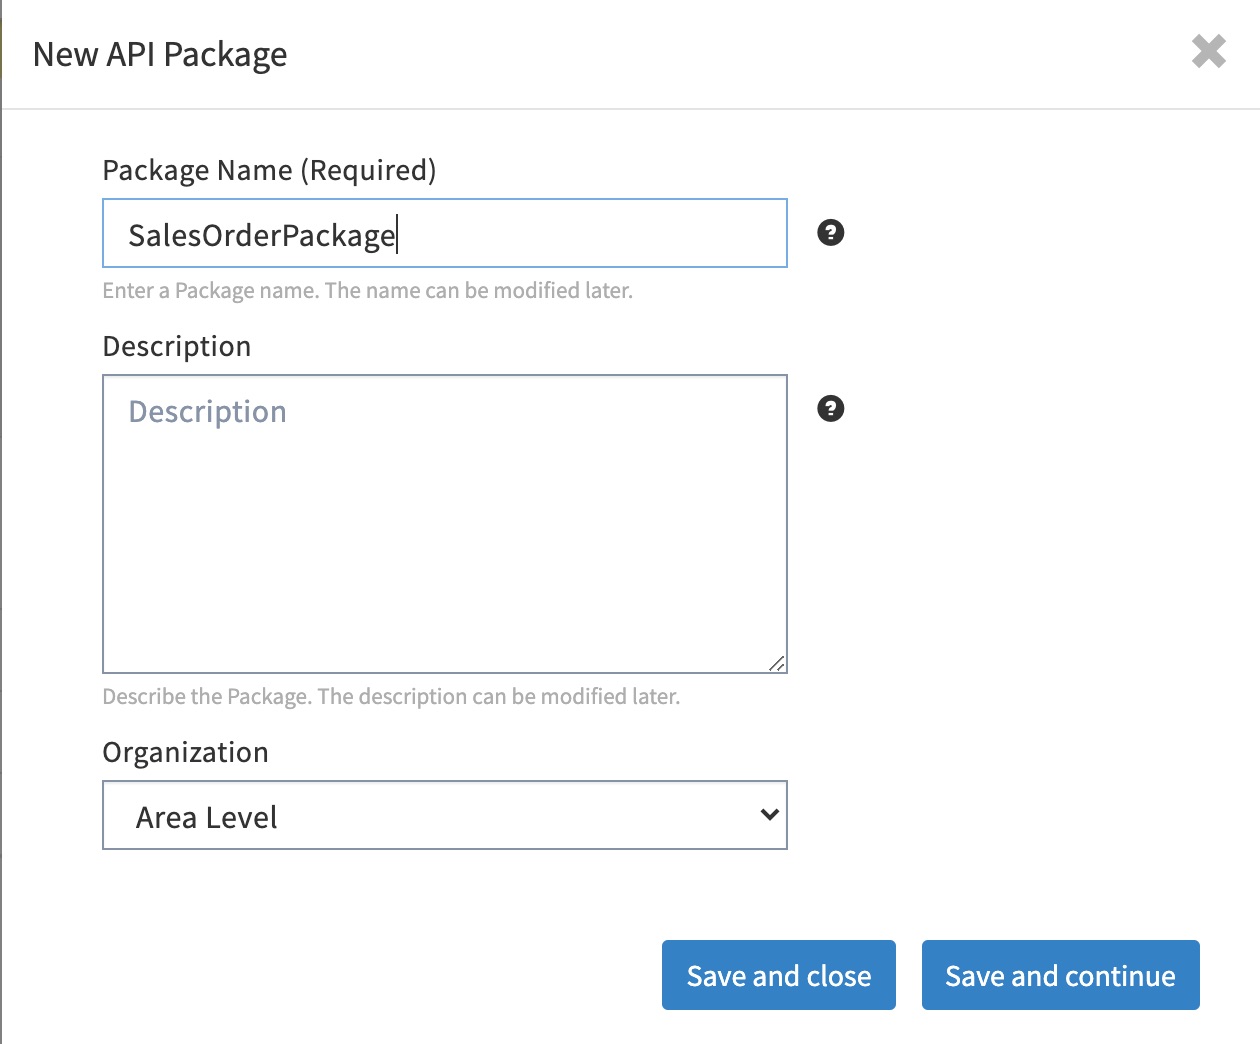 New API Package
Package Name (Required)
SalesOrderPackage
Enter a Package name. The name can be modified later.
Description
Description
Describe the Package. The description can be modified later.
Organization
Area Level
Save and close
Save and continue